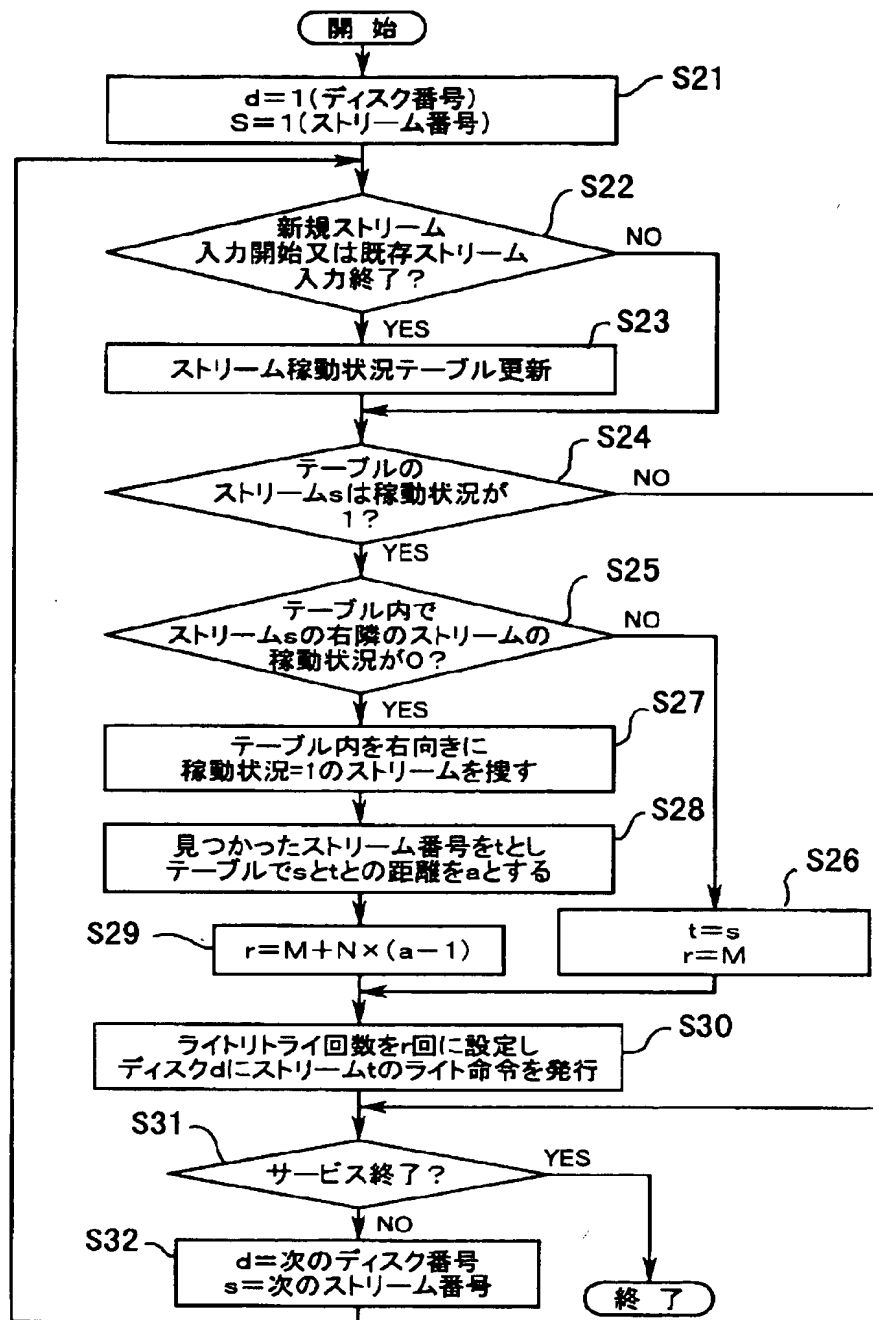 開 始
S21
d=1(ディスク番号)
S=1(ストリーム番号)
S22
新規ストリーム
入力開始又は既存ストリーム
入力終了?
NO
YES
S23
ストリーム稼動状況テーブル更新
S24
テーブルの
ストリームsは稼動状況が
1?
NO
YES
S25
テーブル内で
ストリームsの右隣のストリームの
稼動状況が0?
NO
YES
S27
テーブル内を右向きに
稼動状況=1のストリームを捜す
S28
見つかったストリーム番号をtとし
テーブルでsとtとの距離をaとする
S26
t=s
r=M
S29
r=M+N×(a-1)
S30
ライトリトライ回数をr回に設定し
ディスクdにストリームtのライト命令を発行
S31
サービス終了?
YES
NO
S32
d=次のディスク番号
s=次のストリーム番号
終 了